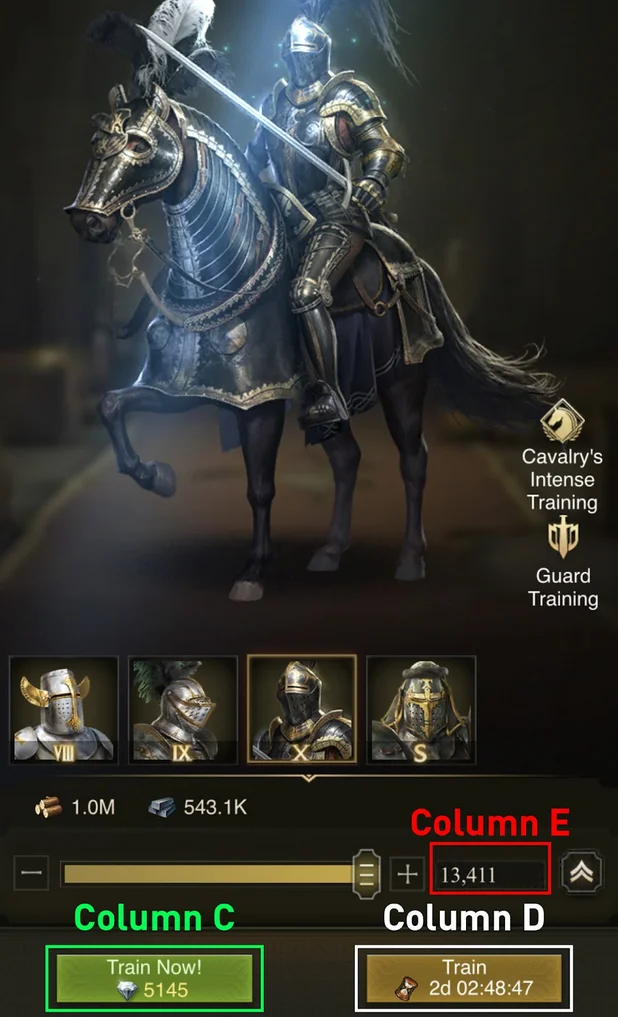 Cavalry's
Intense
Training
Guard
Training
VIII
IX
X
S
1.0M
543.1K
Column E
13,411
Column C
Column D
Train Now!
5145
Train
2d 02:48:47